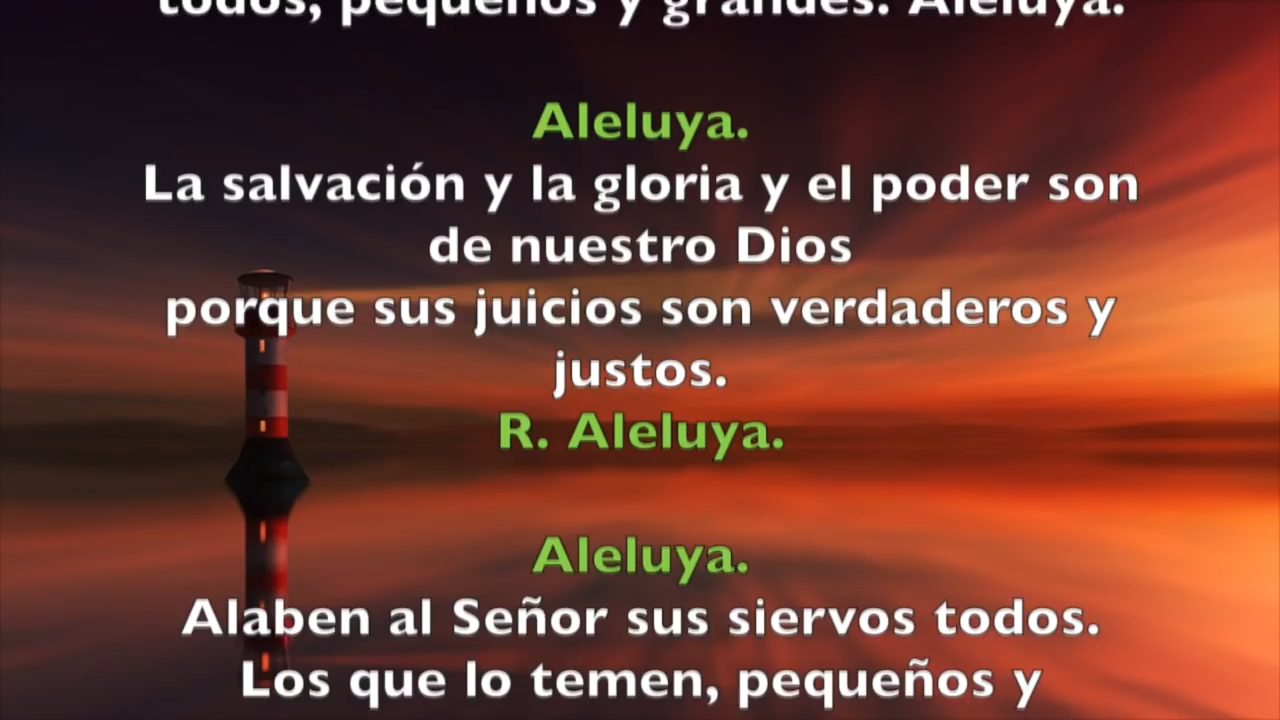 todos, pequeños y grandes. Aleluya.
Aleluya.
La salvación y la gloria y el poder son
de nuestro Dios
porque sus juicios son verdaderos y
justos.
R. Aleluya.
Aleluya.
Alaben al Señor sus siervos todos.
Los que lo temen, pequeños y